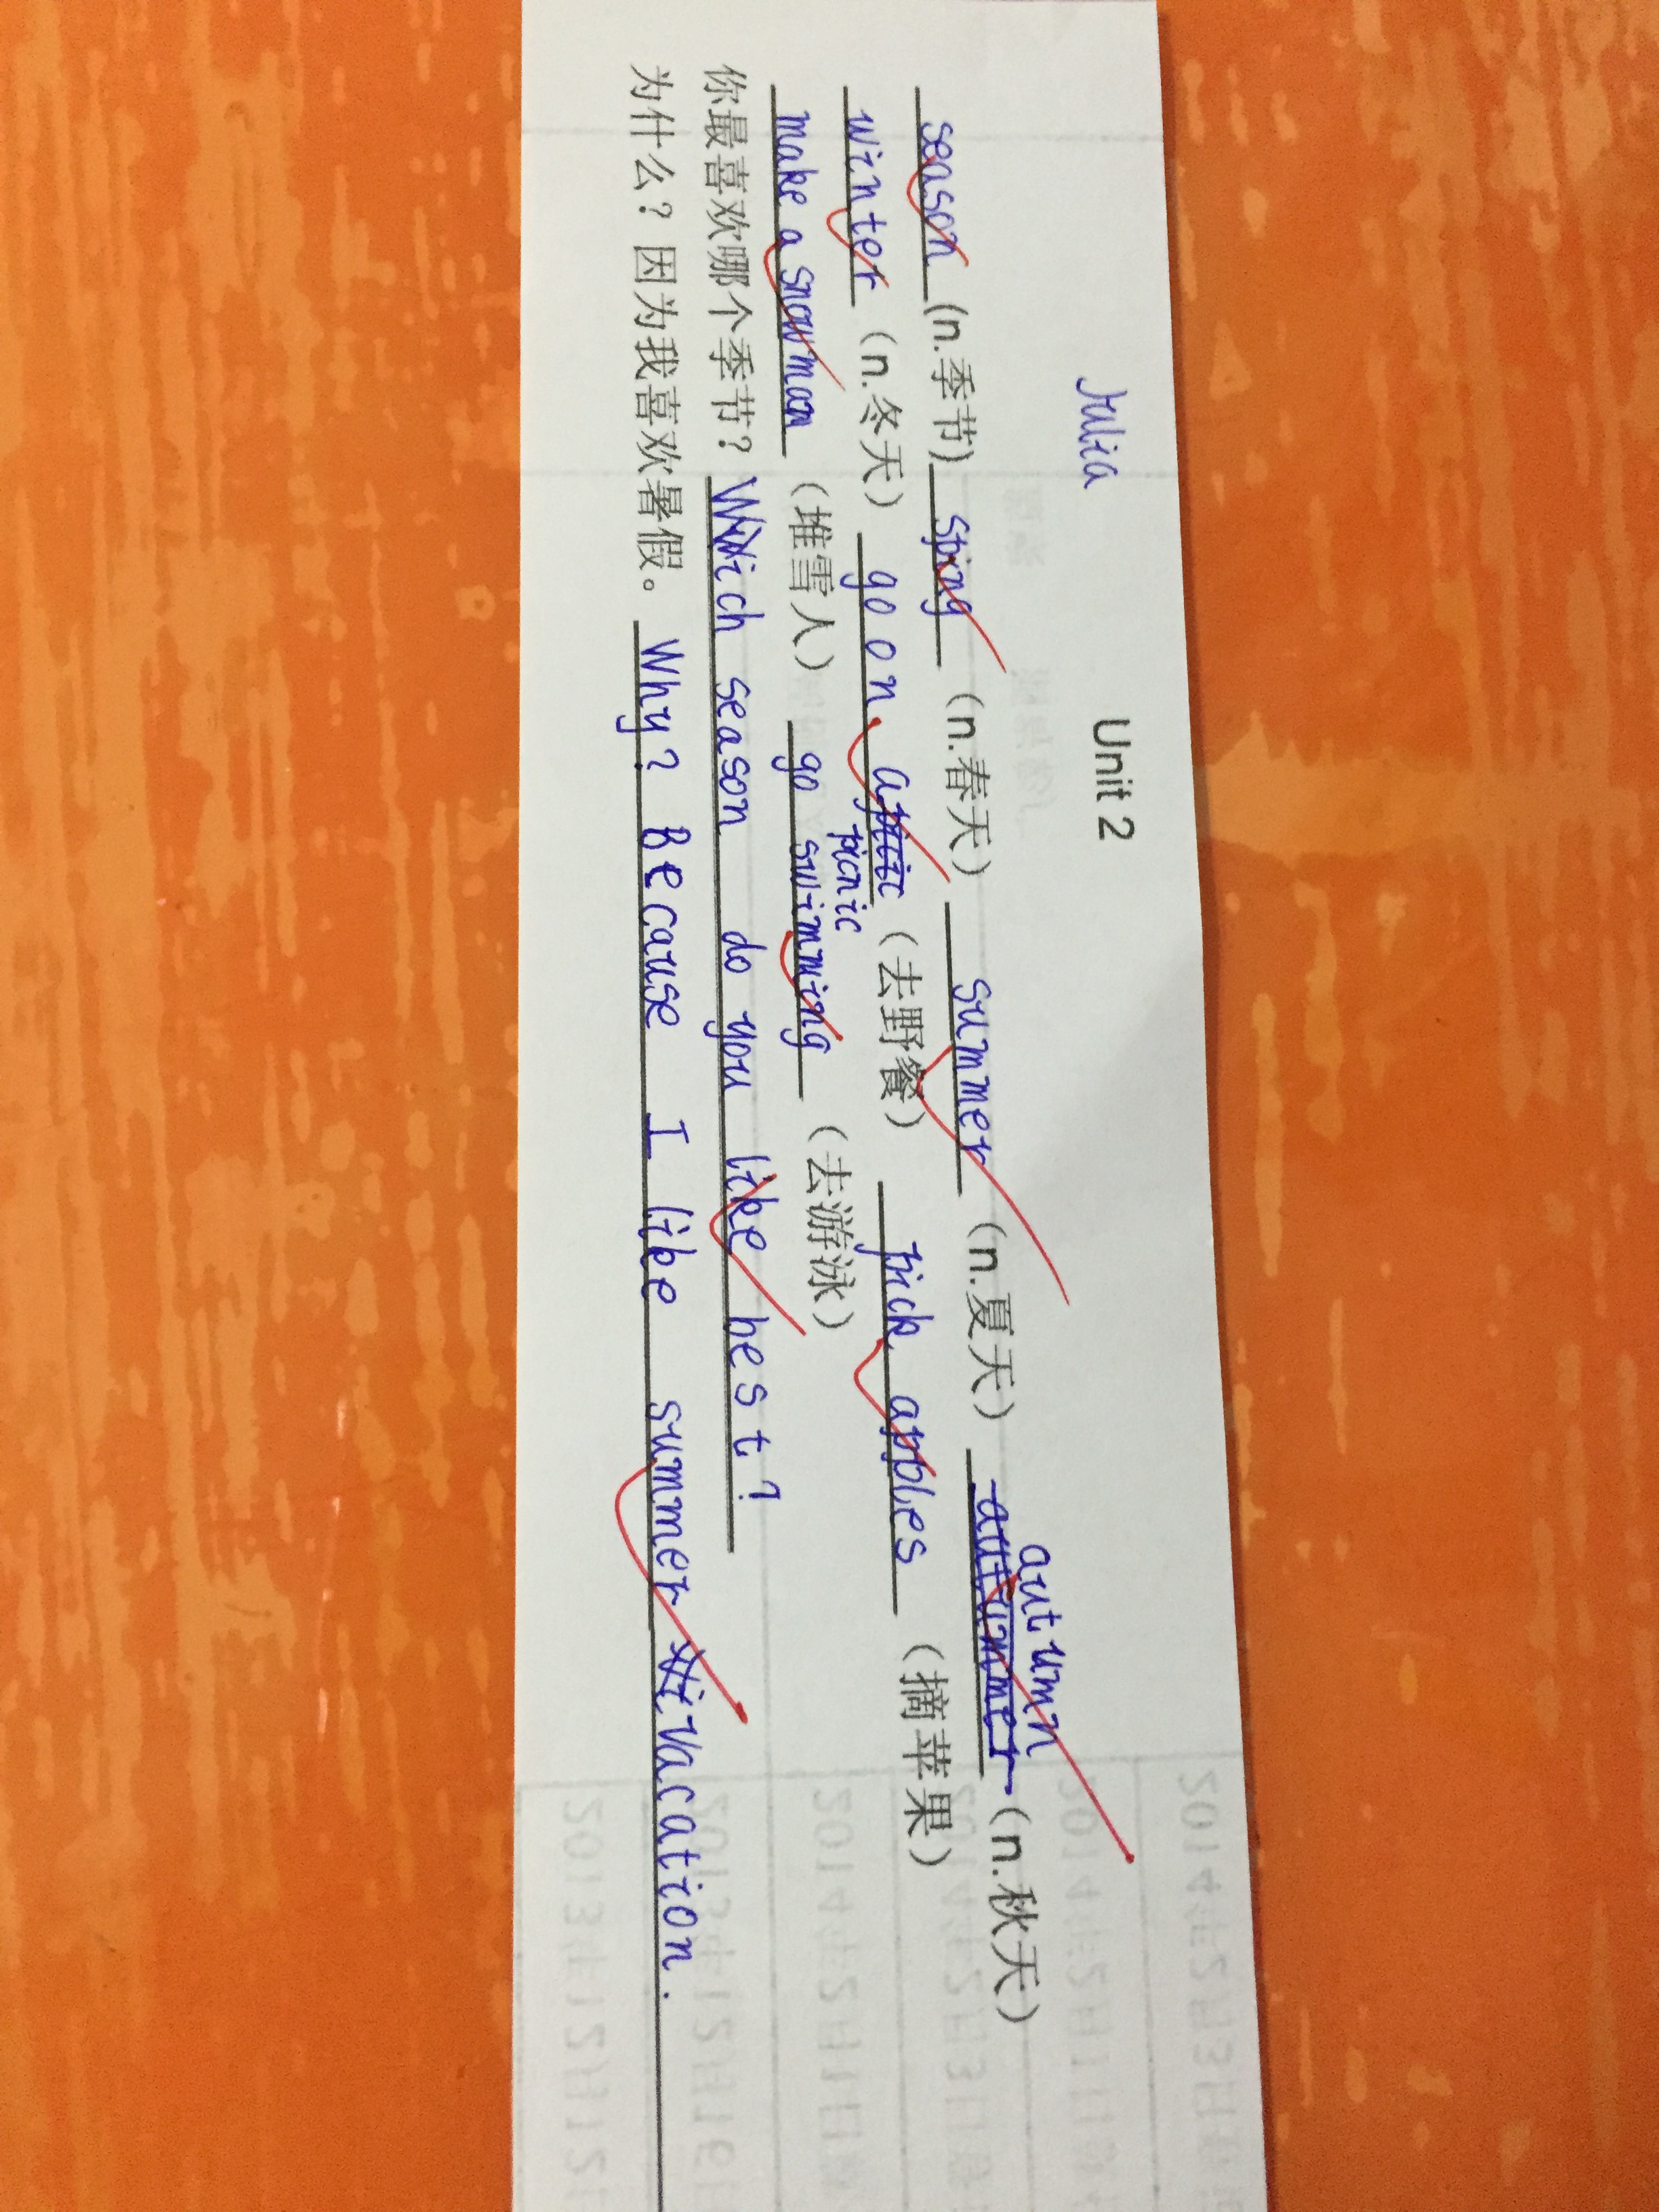 Julia Unit 2
season (n.季节) sping (n.春天) summer (n.夏天) autumn (n.秋天)
winter (n.冬天) go on a picnic (去野餐) pick apples (摘苹果)
make a snowman (堆雪人) go swimming (去游泳)
你最喜欢哪个季节? Which season do you like best?
为什么? 因为我喜欢暑假。 Why? Because I like summer vacation.